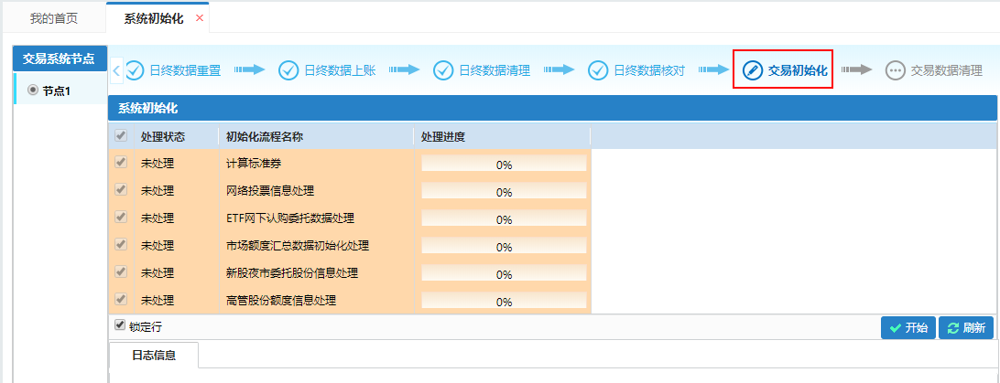 我的首页 系统初始化
交易系统节点
节点1
日终数据重置 日终数据上账 日终数据清理 日终数据核对 交易初始化 交易数据清理
系统初始化
处理状态 初始化流程名称 处理进度
未处理 计算标准券 0%
未处理 网络投票信息处理 0%
未处理 ETF网下认购委托数据处理 0%
未处理 市场额度汇总数据初始化处理 0%
未处理 新股夜市委托股份信息处理 0%
未处理 高管股份额度信息处理 0%
锁定行 开始 刷新
日志信息